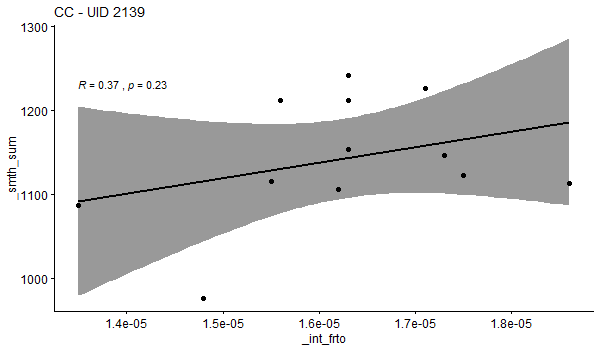 CC - UID 2139
R = 0.37 , p = 0.23
_smth_sum
1300
1200
1100
1000
1.4e-05 1.5e-05 1.6e-05 1.7e-05 1.8e-05
_int_frto